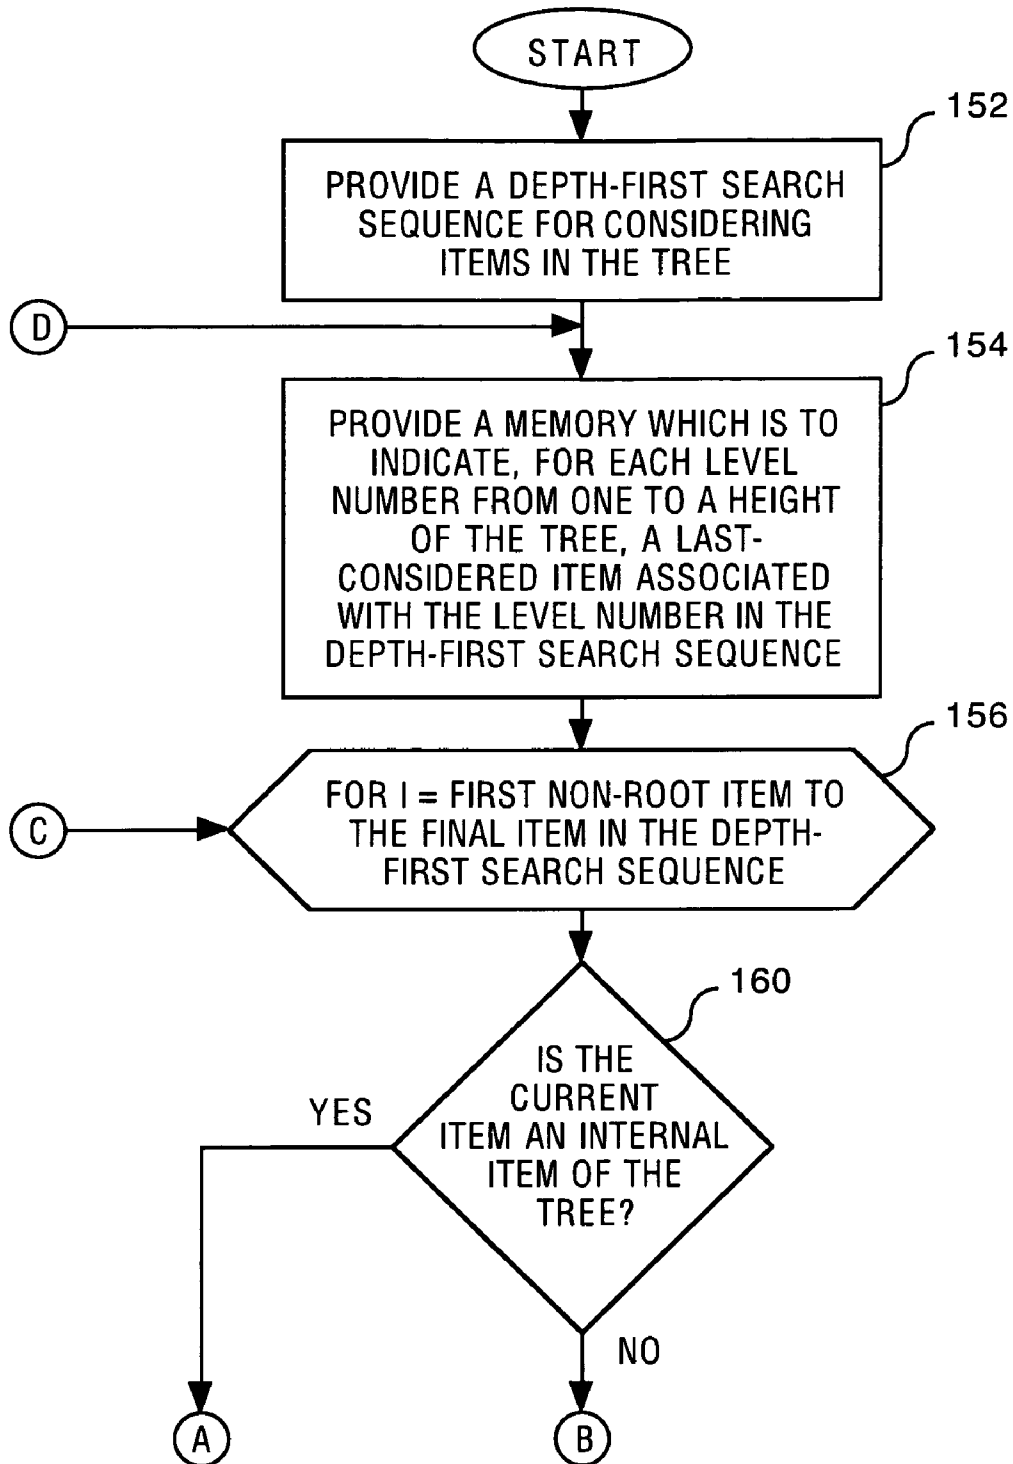 START
152
PROVIDE A DEPTH-FIRST SEARCH
SEQUENCE FOR CONSIDERING
ITEMS IN THE TREE
D
154
PROVIDE A MEMORY WHICH IS TO
INDICATE, FOR EACH LEVEL
NUMBER FROM ONE TO A HEIGHT
OF THE TREE, A LAST-
CONSIDERED ITEM ASSOCIATED
WITH THE LEVEL NUMBER IN THE
DEPTH-FIRST SEARCH SEQUENCE
156
FOR I = FIRST NON-ROOT ITEM TO
THE FINAL ITEM IN THE DEPTH-
FIRST SEARCH SEQUENCE
C
160
IS THE
CURRENT
ITEM AN INTERNAL
ITEM OF THE
TREE?
YES
NO
A
B